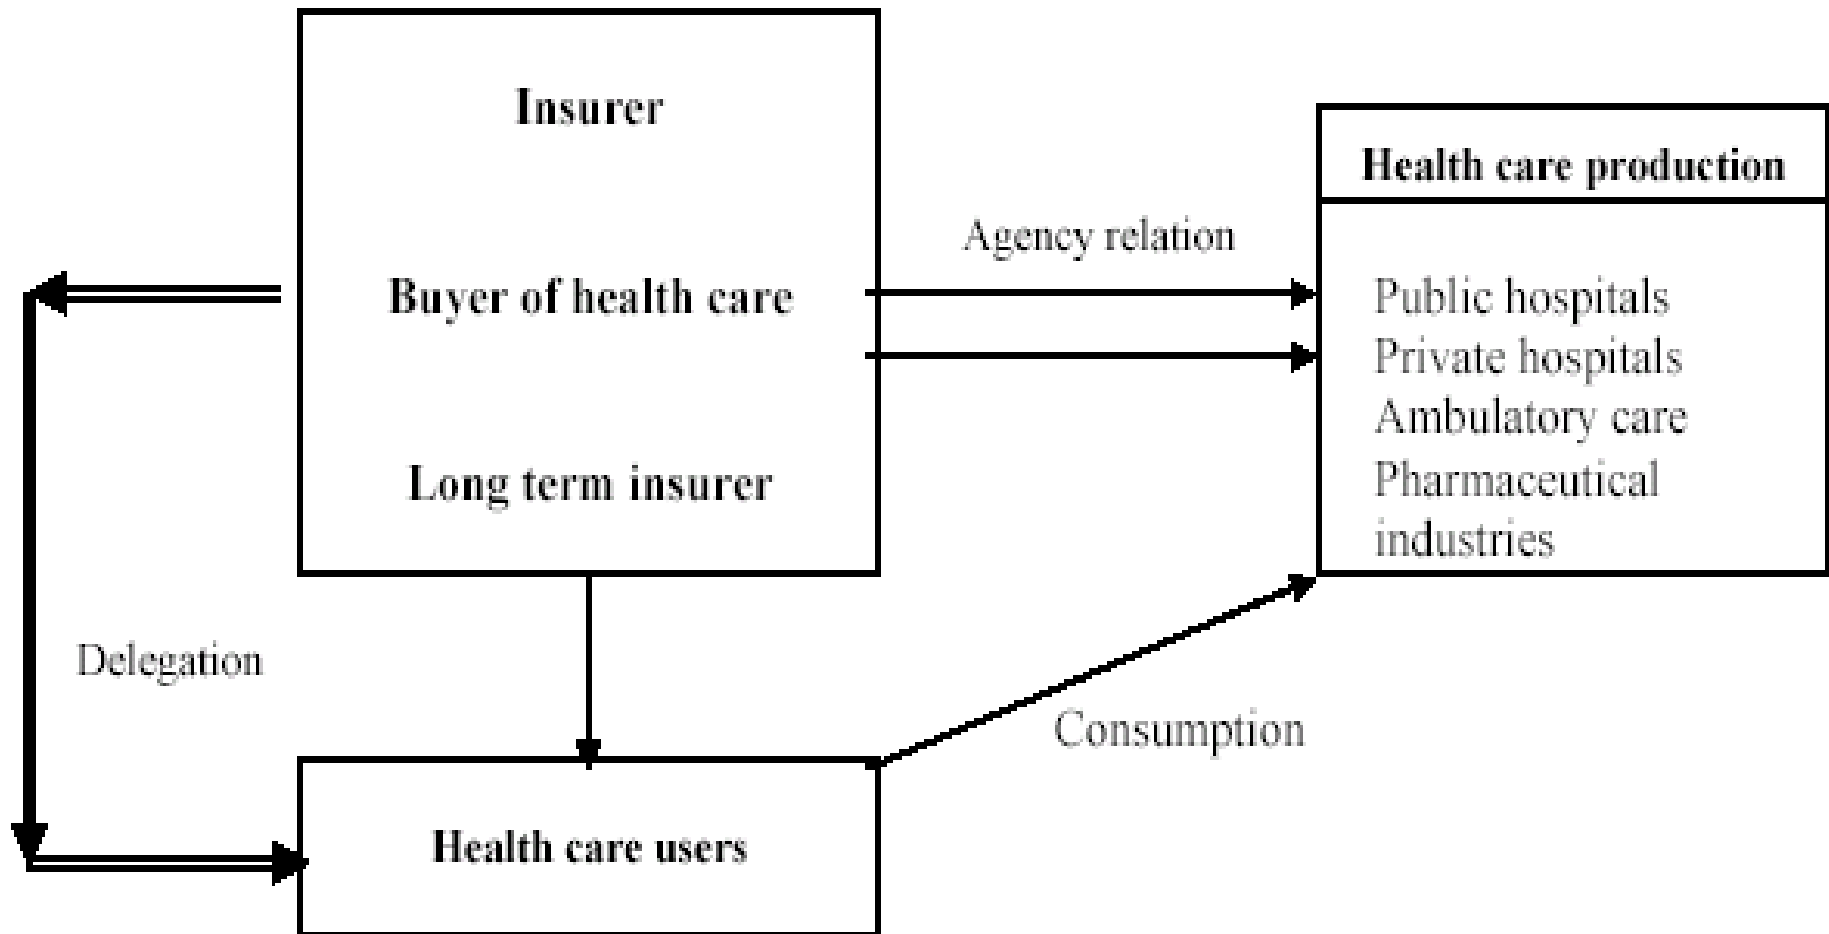 Insurer
Health care production
Agency relation
Buyer of health care
Public hospitals
Private hospitals
Ambulatory care
Long term insurer
Pharmaceutical
industries
Delegation
Consumption
Health care users